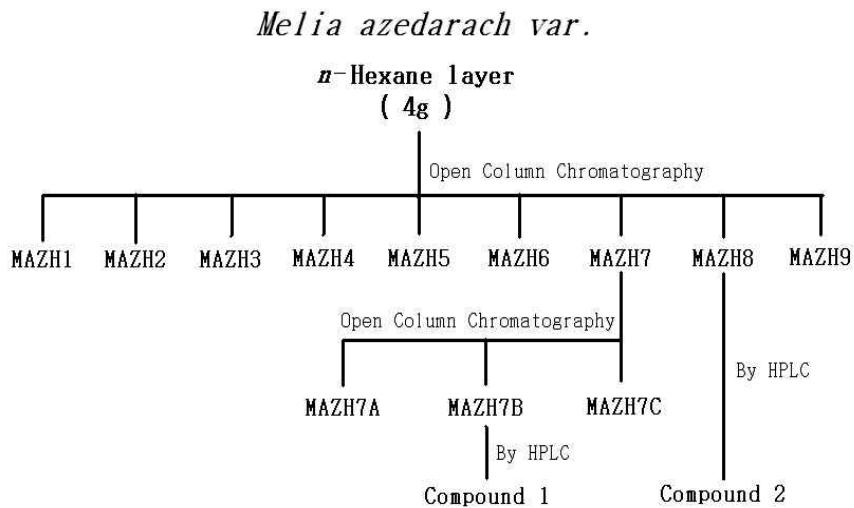 Melia azedarach var.
n-Hexane layer
( 4g )
Open Column Chromatography
MAZH1 MAZH2 MAZH3 MAZH4 MAZH5 MAZH6 MAZH7 MAZH8 MAZH9
Open Column Chromatography
By HPLC
MAZH7A MAZH7B MAZH7C
By HPLC
Compound 1 Compound 2